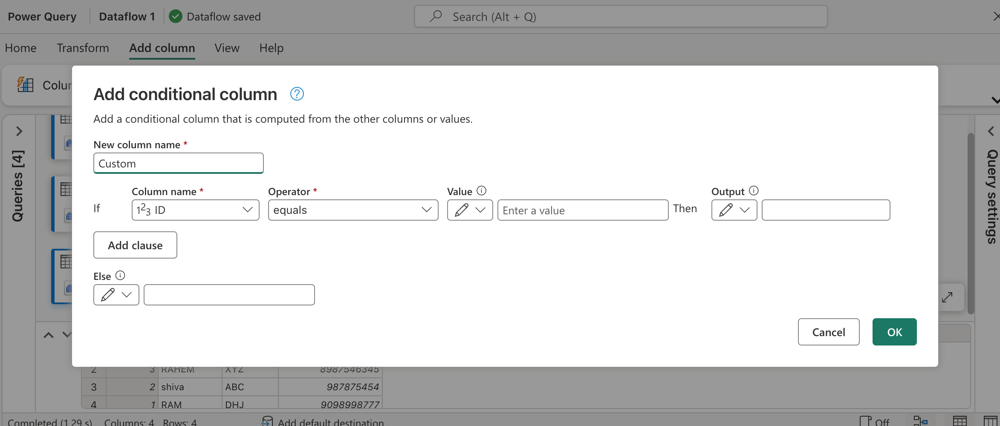 Power Query
Dataflow 1
Dataflow saved
Search (Alt + Q)
Home
Transform
Add column
View
Help
Colu
Queries [4]
Query settings
Add conditional column
Add a conditional column that is computed from the other columns or values.
New column name *
Custom
Column name *
Operator *
Value
Output
If
123 ID
equals
Enter a value
Then
Add clause
Else
Cancel
OK
2 3 RAHEM XYZ 8987546345
3 2 shiva ABC 987875454
4 1 RAM DHJ 9098998777
Completed (1.29 s) Columns: 4 Rows: 4
Add default destination...
Off